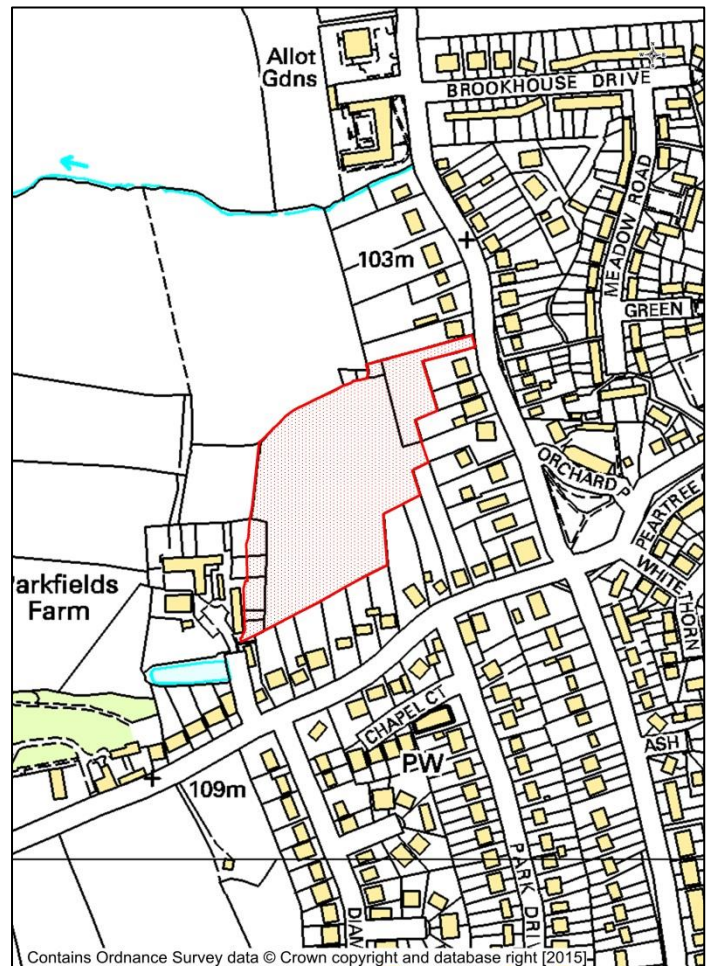 Allot
Gdns
BROOKHOUSE DRIVE
MEADOW ROAD
103m
GREEN
ORCHARD P
PEARTREE
WHITE
THORN
arkfields
Farm
CHAPEL CT
PW
ASH
109m
PARK DRIV
DIAM
Contains Ordnance Survey data © Crown copyright and database right [2015]